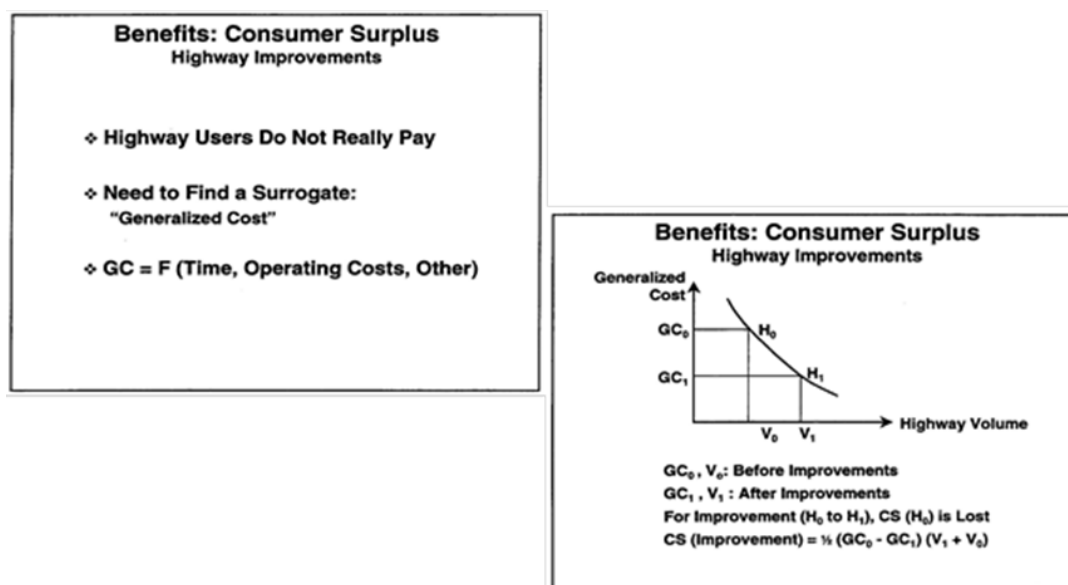 Benefits: Consumer Surplus
Highway Improvements
❖ Highway Users Do Not Really Pay
❖ Need to Find a Surrogate:
"Generalized Cost"
❖ GC = F (Time, Operating Costs, Other)
Benefits: Consumer Surplus
Highway Improvements
Generalized
Cost
GC₀
H₀
GC₁
H₁
Highway Volume
V₀ V₁
GC₀ , V₀: Before Improvements
GC₁ , V₁ : After Improvements
For Improvement (H₀ to H₁), CS (H₀) is Lost
CS (Improvement) = ½ (GC₀ - GC₁) (V₁ + V₀)